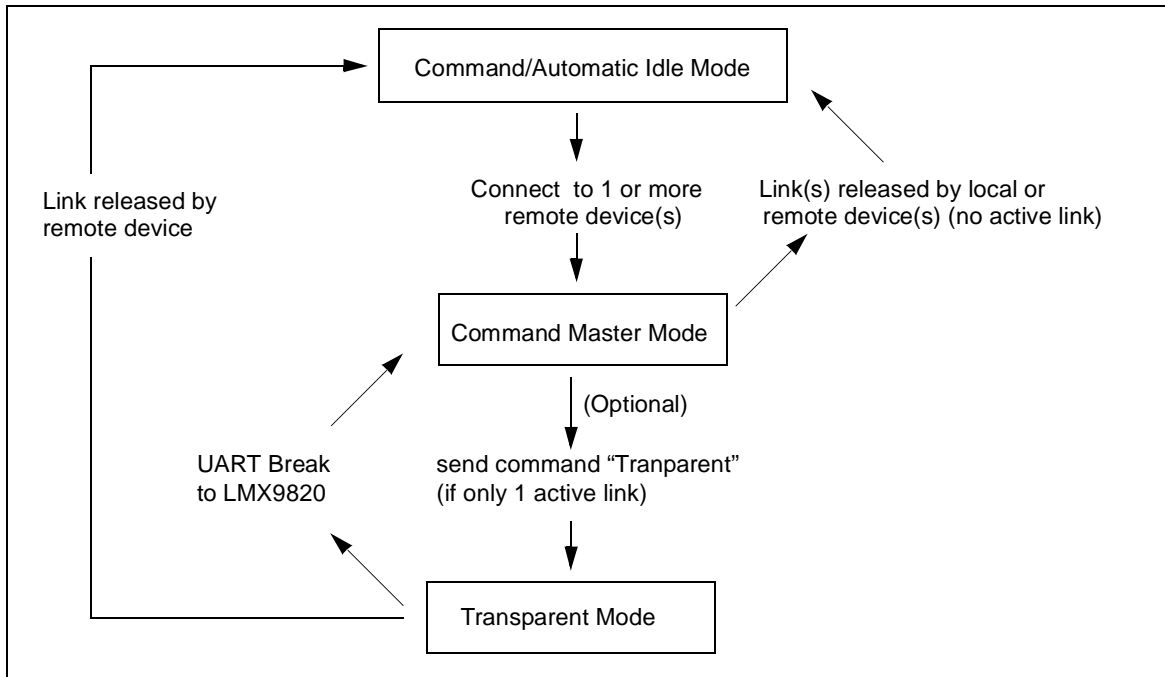 Command/Automatic Idle Mode
Connect to 1 or more
remote device(s)
Link(s) released by local or
remote device(s) (no active link)
Link released by
remote device
Command Master Mode
(Optional)
UART Break
to LMX9820
send command “Tranparent”
(if only 1 active link)
Transparent Mode